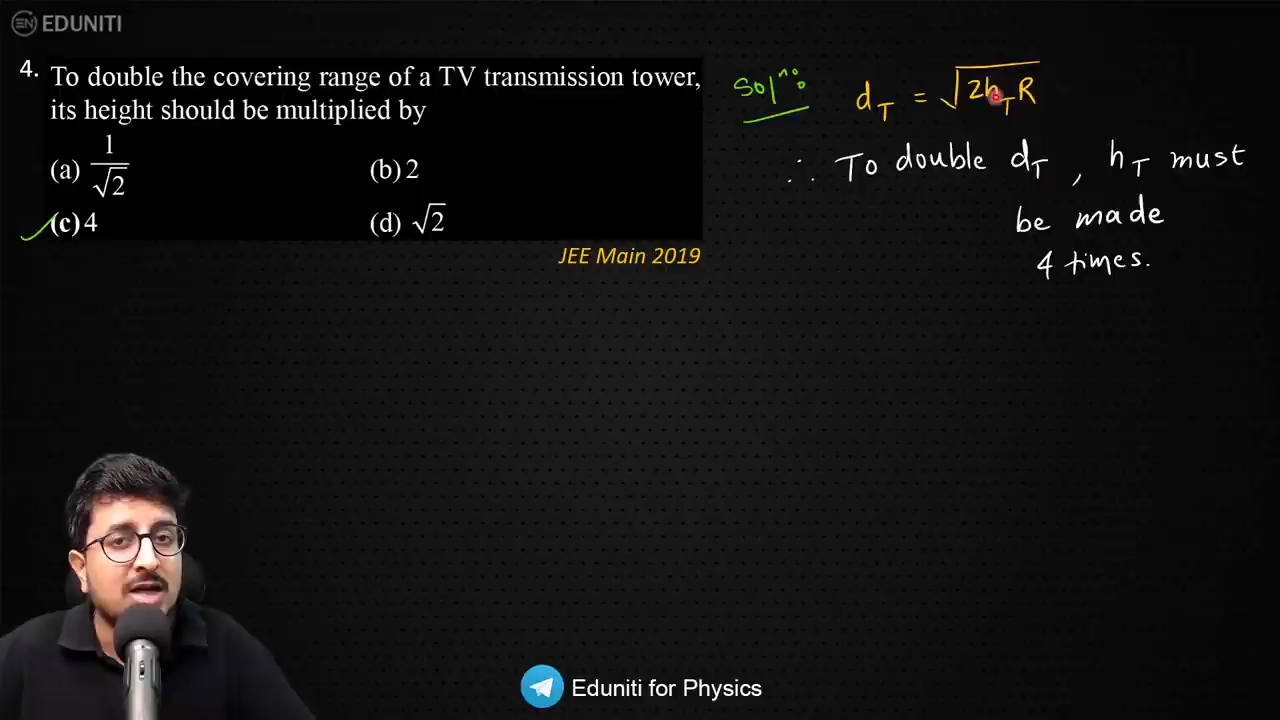 EN EDUNITI
4. To double the covering range of a TV transmission tower,
its height should be multiplied by
(a) 1/√2 (b) 2
(c) 4 (d) √2
JEE Main 2019
Solⁿ:
d_T = √(2h_T R)
∴ To double d_T, h_T must
be made
4 times.
Eduniti for Physics